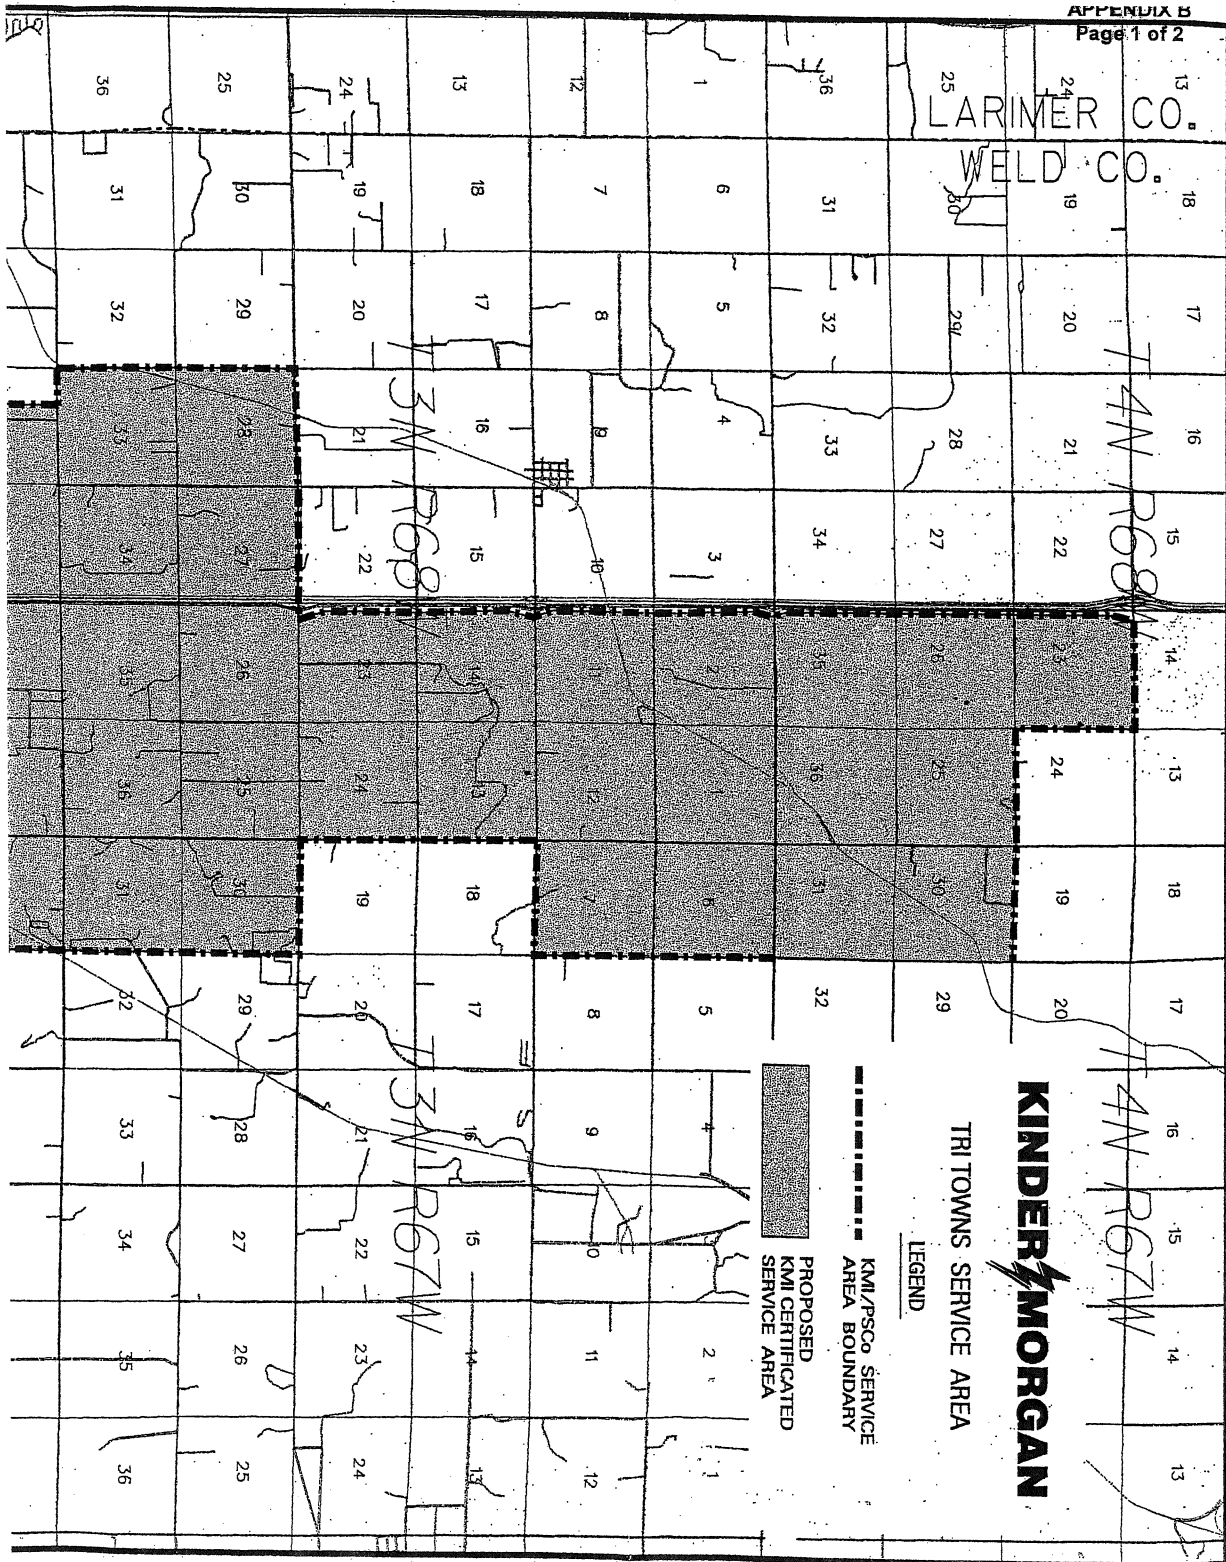 APPENDIX B
Page 1 of 2
LARIMER CO.
WELD CO.
13 18 17 16 15 14 13 18 17 16 15 14 13
T 4N R68W T 4N R67W
24 19 20 21 22 23 24 19 20
KINDER MORGAN
TRI TOWNS SERVICE AREA
LEGEND
KMI/PSCo SERVICE
AREA BOUNDARY
PROPOSED
KMI CERTIFICATED
SERVICE AREA
25 30 29 28 27 26 25 30 29
36 31 32 33 34 35 36 31 32
1 6 5 4 3 2 1 6 5 4 2 1
12 7 8 9 10 11 12 7 8 9 10 11 12
13 18 17 16 15 14 13 18 17 16 15 14 13
T 3N R68W T 3N R67W
24 19 20 21 22 23 24 19 20 21 22 23 24
25 30 29 28 27 26 25 30 29 28 27 26 25
36 31 32 33 34 35 36 31 32 33 34 35 36